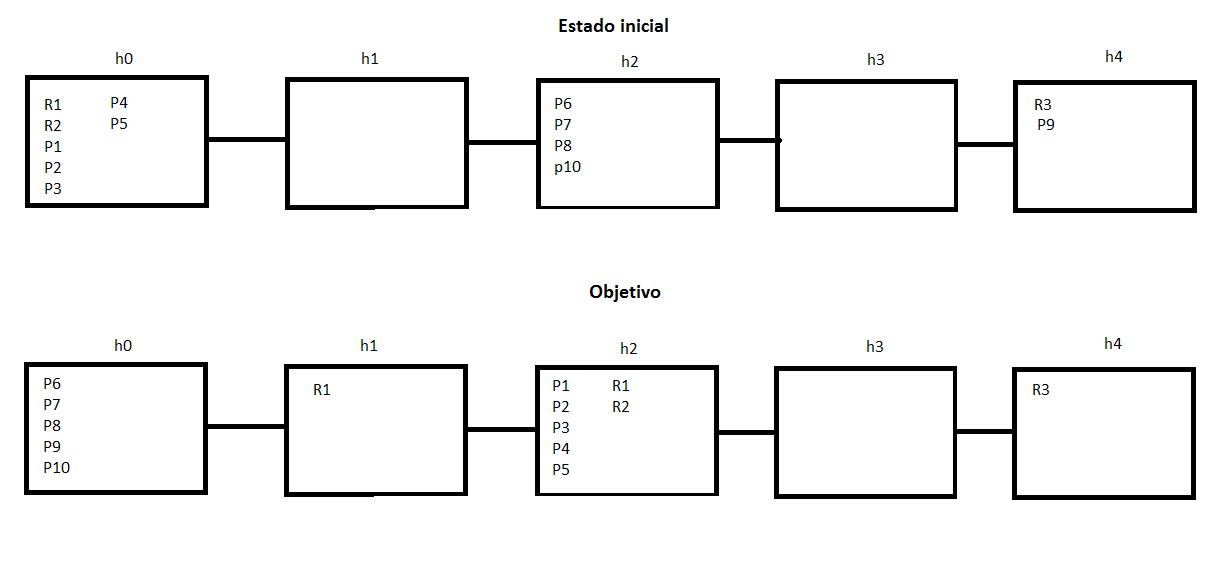 Estado inicial
h0
h1
h2
h3
h4
R1 P4
R2 P5
P1
P2
P3
P6
P7
P8
p10
R3
P9
Objetivo
h0
h1
h2
h3
h4
P6
P7
P8
P9
P10
R1
P1 R1
P2 R2
P3
P4
P5
R3